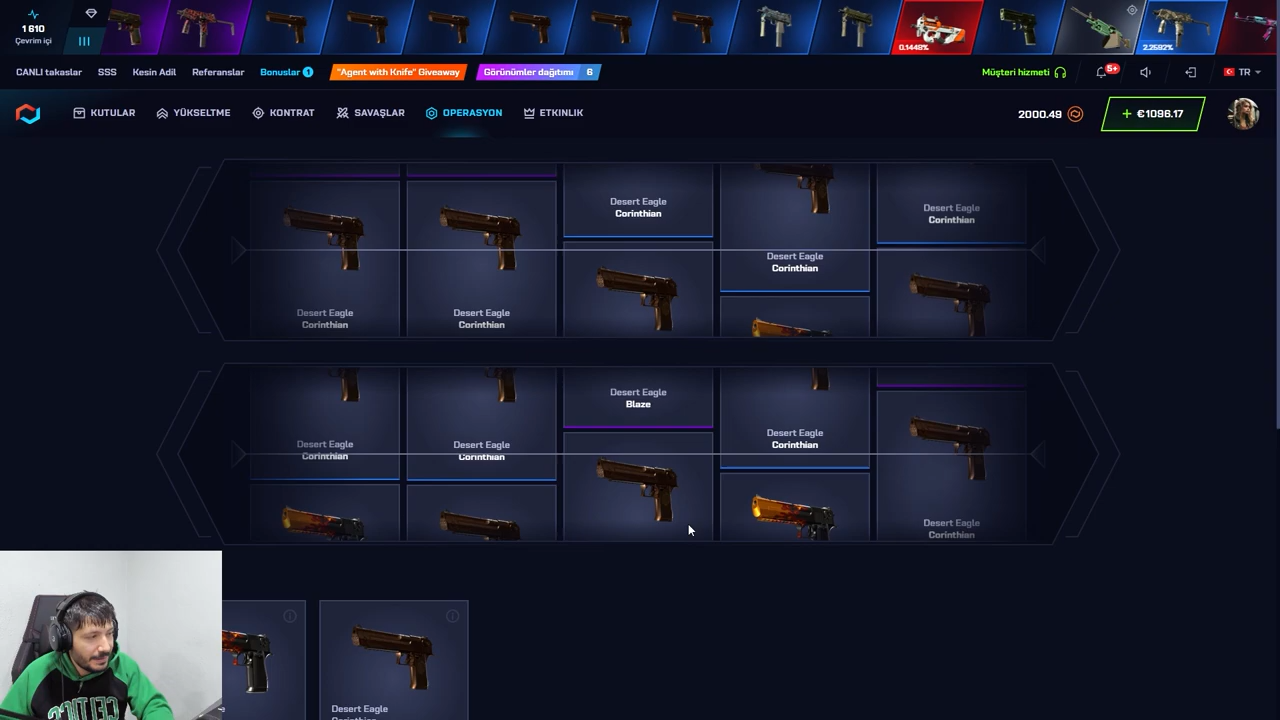 1 610
Çevrim içi
0.1448%
2.2592%
CANLI takaslar
SSS
Kesin Adil
Referanslar
Bonuslar 1
"Agent with Knife" Giveaway
Görünümler dağıtımı 6
Müşteri hizmeti
5+
TR
KUTULAR
YÜKSELTME
KONTRAT
SAVAŞLAR
OPERASYON
ETKINLIK
2000.49
+ €1096.17
Desert Eagle
Corinthian
Desert Eagle
Corinthian
Desert Eagle
Corinthian
Desert Eagle
Corinthian
Desert Eagle
Corinthian
Desert Eagle
Corinthian
Desert Eagle
Corinthian
Desert Eagle
Blaze
Desert Eagle
Corinthian
Desert Eagle
Corinthian
Desert Eagle
Corinthian
CELTICS